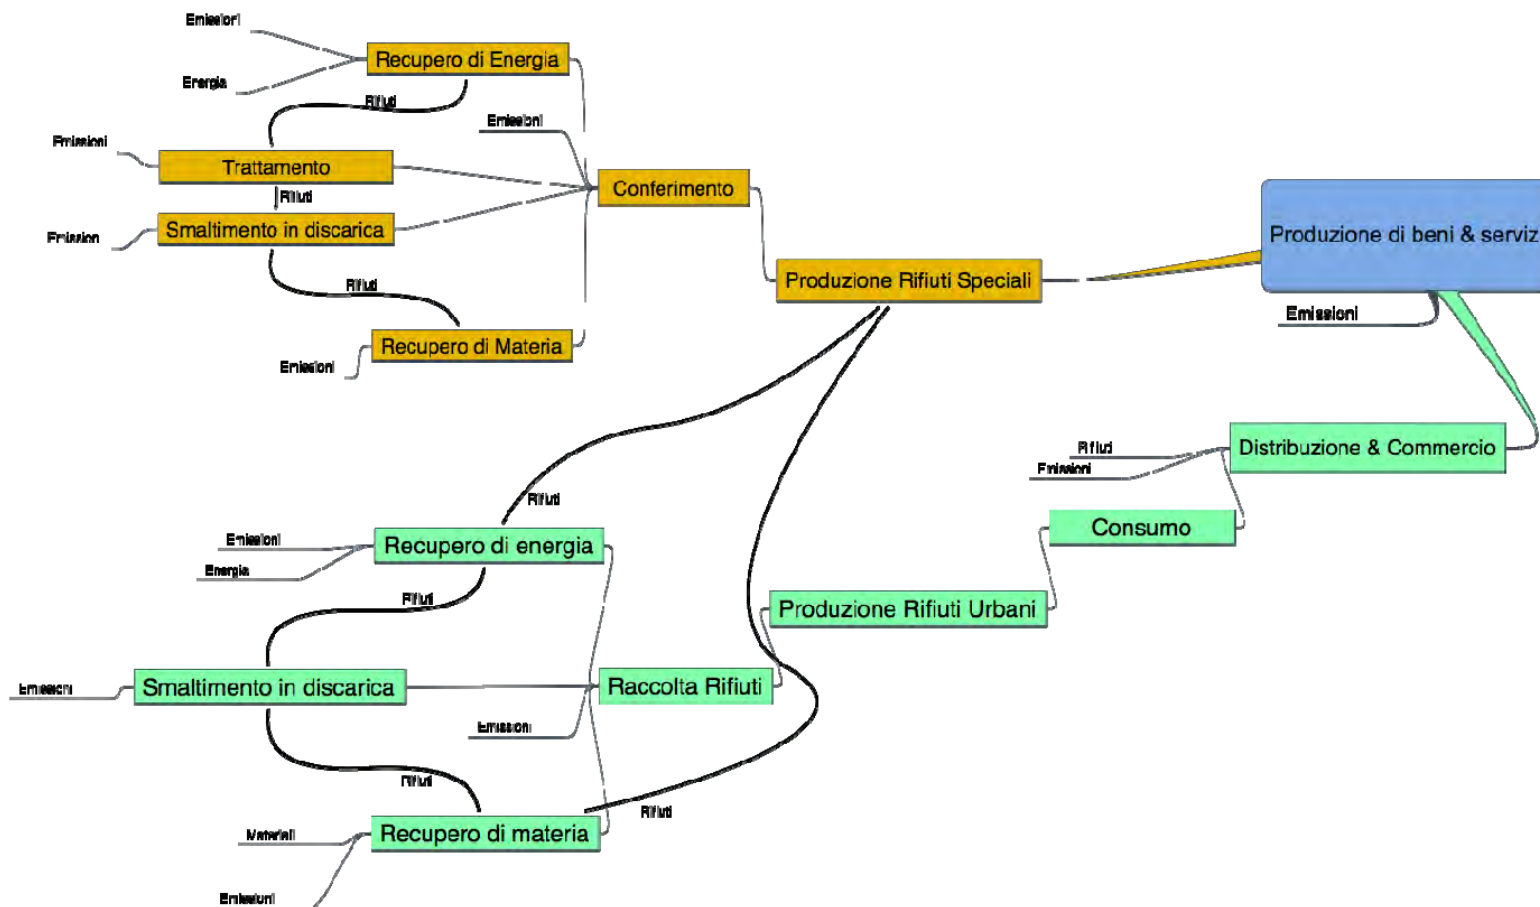 Emissioni
Recupero di Energia
Energia
Rifiuti
Emissioni
Emissioni
Trattamento
Conferimento
Rifiuti
Smaltimento in discarica
Emission
Produzione di beni & serviz
Produzione Rifiuti Speciali
Rifiuti
Emissioni
Recupero di Materia
Emissioni
Distribuzione & Commercio
Rifiuti
Emissioni
Rifiuti
Consumo
Emissioni
Recupero di energia
Energia
Rifiuti
Produzione Rifiuti Urbani
Smaltimento in discarica
Raccolta Rifiuti
Emissioni
Emissioni
Rifiuti
Rifiuti
Materiali
Recupero di materia
Emissioni